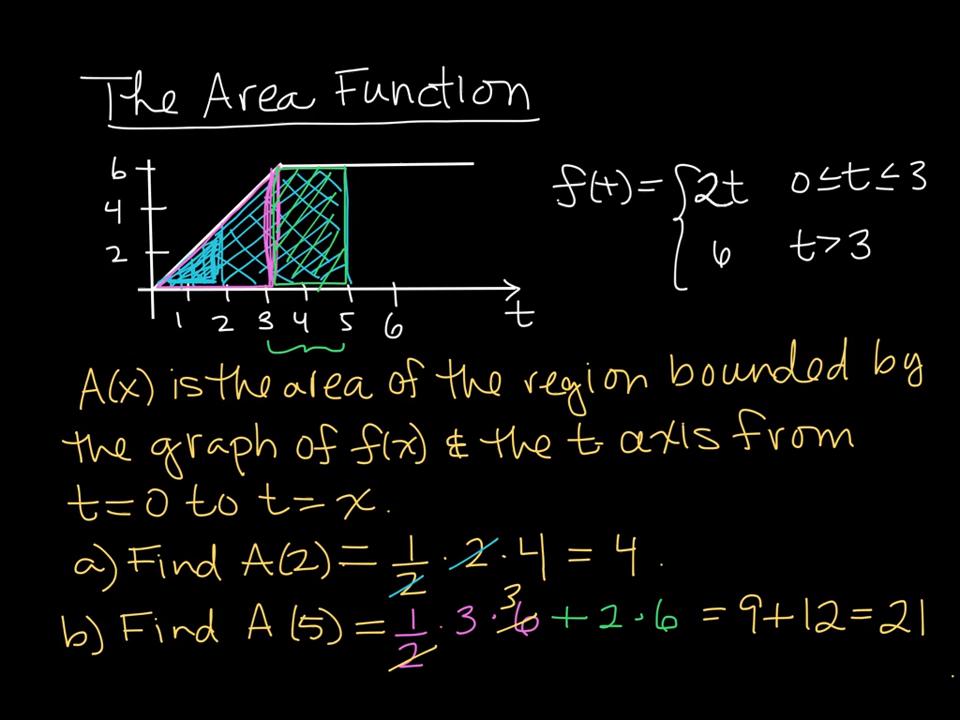 The Area Function
6
4
2
1 2 3 4 5 6 t
f(t) = { 2t 0 ≤ t ≤ 3
6 t > 3
A(x) is the area of the region bounded by
the graph of f(x) & the t axis from
t = 0 to t = x.
a) Find A(2) = 1/2 · 2 · 4 = 4.
b) Find A(5) = 1/2 · 3 · 6 3 + 2 · 6 = 9 + 12 = 21